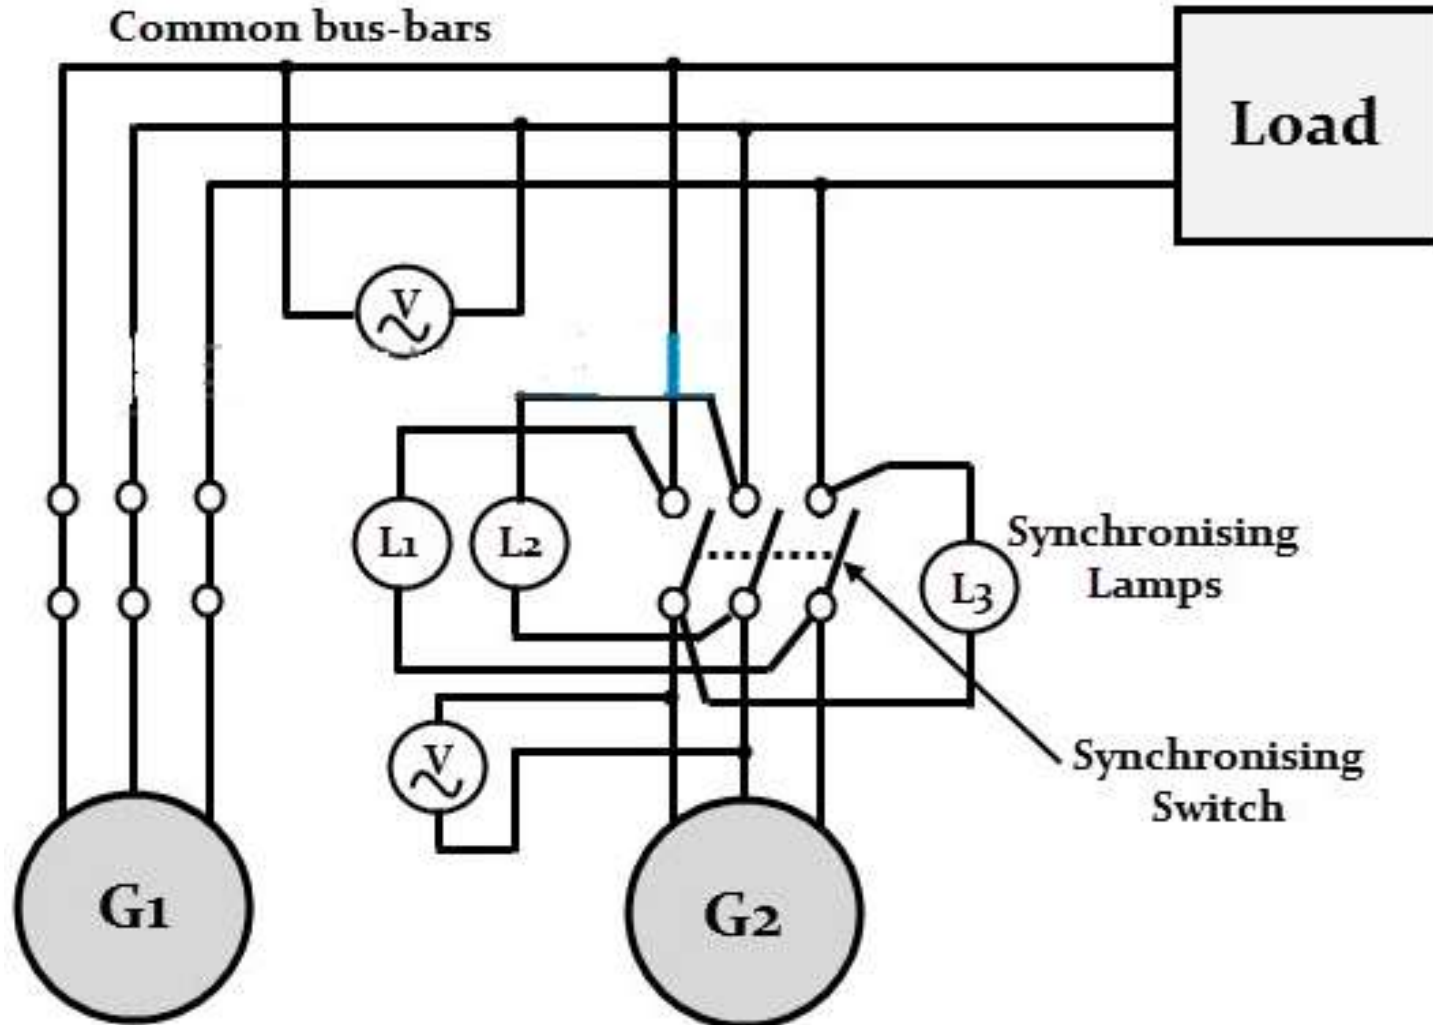 Common bus-bars
Load
V
L1
L2
L3
Synchronising
Lamps
V
Synchronising
Switch
G1
G2